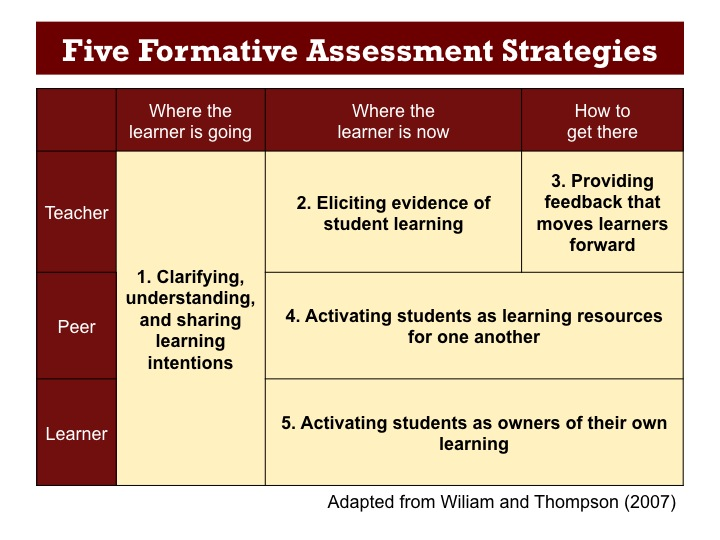 Five Formative Assessment Strategies
Where the
learner is going
Where the
learner is now
How to
get there
Teacher
1. Clarifying,
understanding,
and sharing
learning
intentions
2. Eliciting evidence of
student learning
3. Providing
feedback that
moves learners
forward
Peer
4. Activating students as learning resources
for one another
Learner
5. Activating students as owners of their own
learning
Adapted from Wiliam and Thompson (2007)